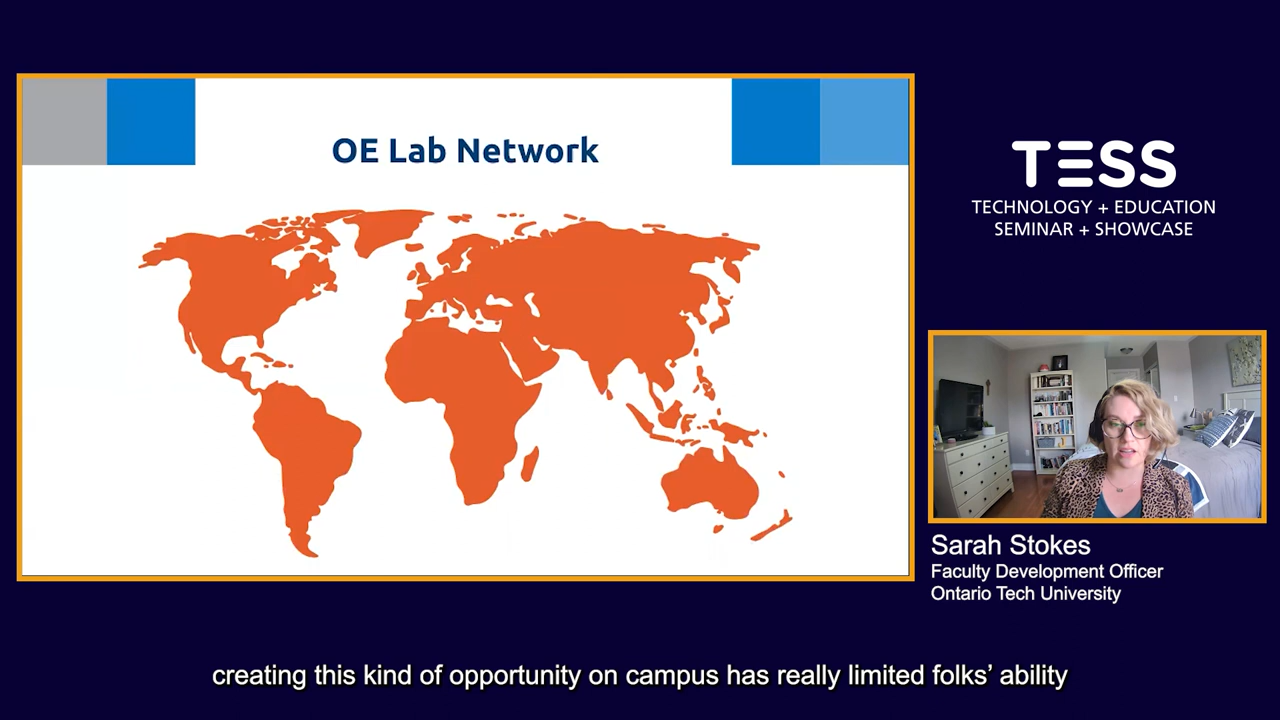 OE Lab Network
TESS
TECHNOLOGY + EDUCATION
SEMINAR + SHOWCASE
Sarah Stokes
Faculty Development Officer
Ontario Tech University
creating this kind of opportunity on campus has really limited folks’ ability